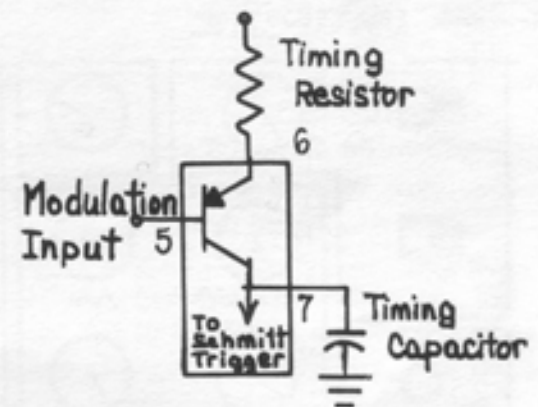 Timing
Resistor
6
Modulation
Input
5
7
Timing
Capacitor
To
Schmitt
Trigger